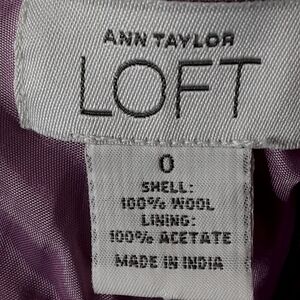 ANN TAYLOR
LOFT
0
SHELL:
100% WOOL
LINING:
100% ACETATE
MADE IN INDIA